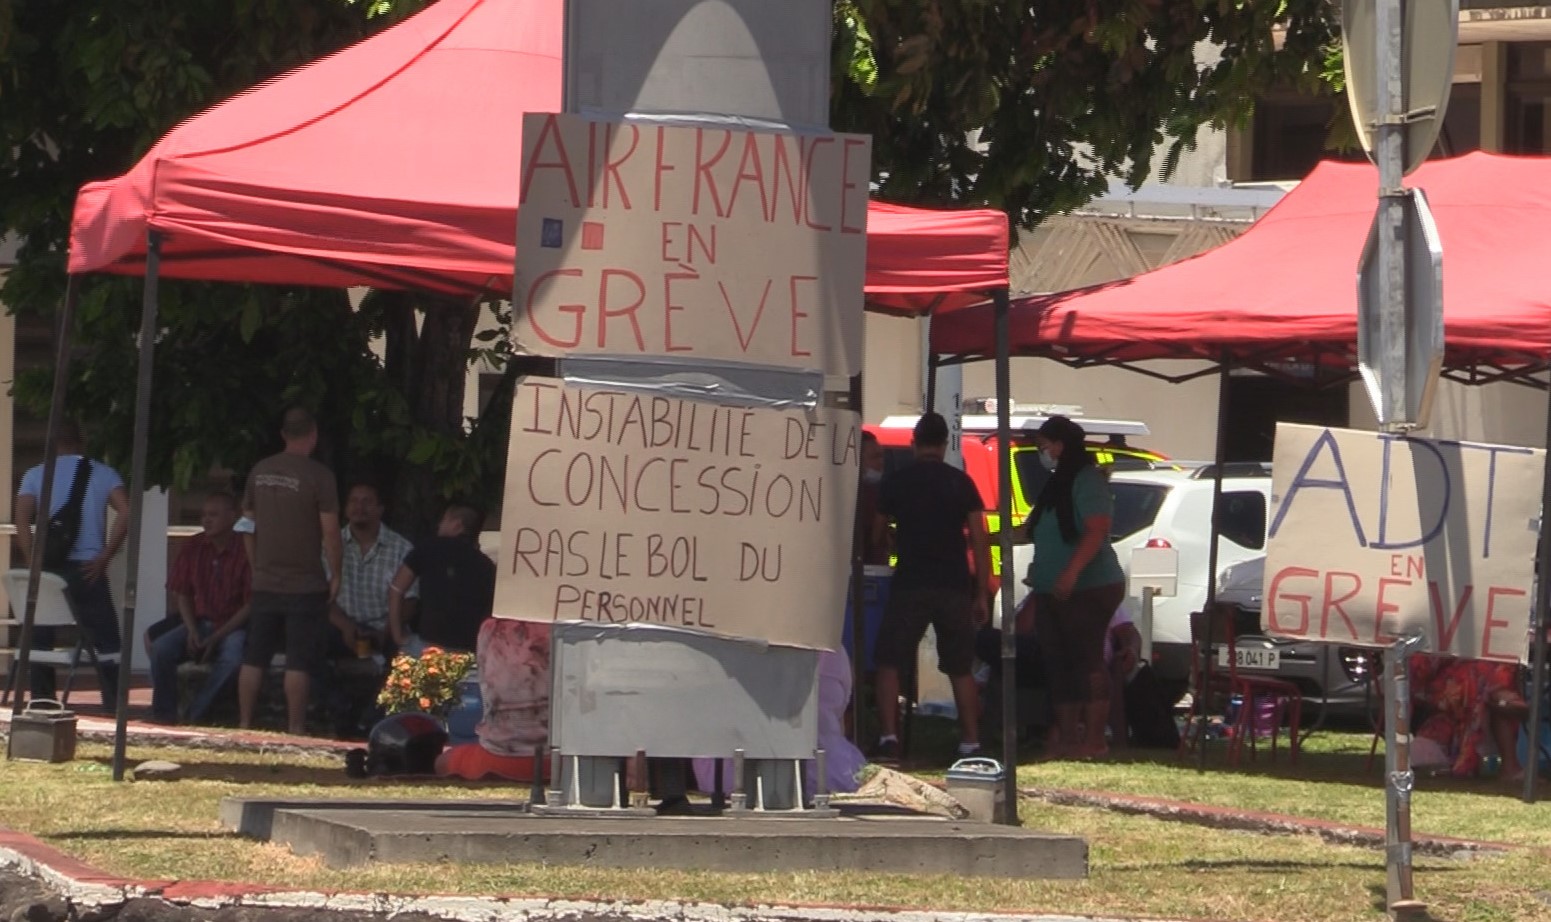 AIR FRANCE
EN
GRÈVE
INSTABILITÉ DE LA
CONCESSION
RAS LE BOL DU
PERSONNEL
ADT
EN
GRÈVE